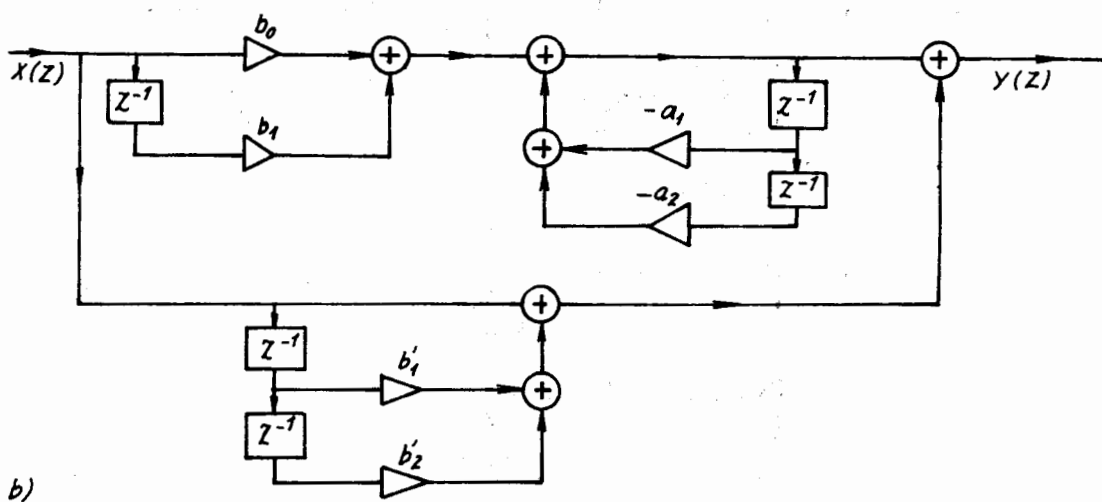 b₀
+
+
+
X(Z)
Y(Z)
Z⁻¹
Z⁻¹
-a₁
b₁
+
Z⁻¹
-a₂
+
Z⁻¹
b'₁
+
Z⁻¹
b'₂
b)